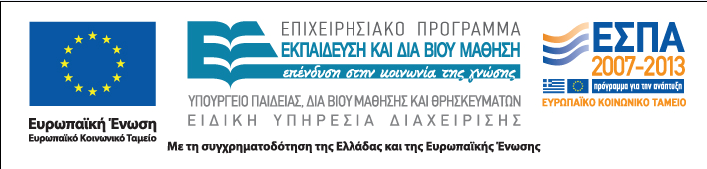 Ευρωπαϊκή Ένωση
Ευρωπαϊκό Κοινωνικό Ταμείο
ΕΠΙΧΕΙΡΗΣΙΑΚΟ ΠΡΟΓΡΑΜΜΑ
ΕΚΠΑΙΔΕΥΣΗ ΚΑΙ ΔΙΑ ΒΙΟΥ ΜΑΘΗΣΗ
επένδυση στην κοινωνία της γνώσης
ΥΠΟΥΡΓΕΙΟ ΠΑΙΔΕΙΑΣ, ΔΙΑ ΒΙΟΥ ΜΑΘΗΣΗΣ ΚΑΙ ΘΡΗΣΚΕΥΜΑΤΩΝ
ΕΙΔΙΚΗ ΥΠΗΡΕΣΙΑ ΔΙΑΧΕΙΡΙΣΗΣ
ΕΣΠΑ
2007-2013
πρόγραμμα για την ανάπτυξη
ΕΥΡΩΠΑΪΚΟ ΚΟΙΝΩΝΙΚΟ ΤΑΜΕΙΟ
Με τη συγχρηματοδότηση της Ελλάδας και της Ευρωπαϊκής Ένωσης